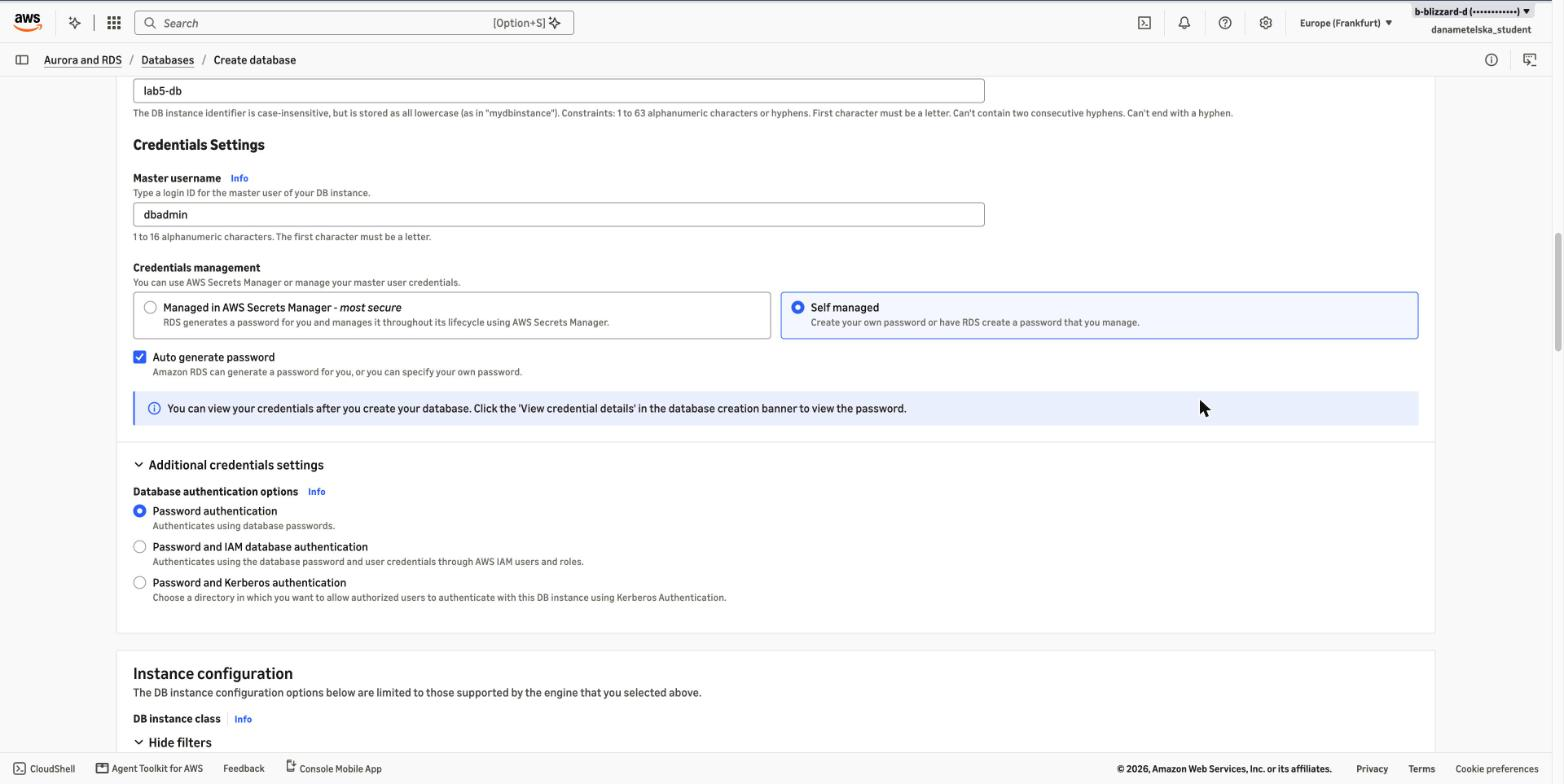 aws
Search
[Option+S]
Europe (Frankfurt)
b-blizzard-d (••••••••••••)
danametelska_student
Aurora and RDS / Databases / Create database
lab5-db
The DB instance identifier is case-insensitive, but is stored as all lowercase (as in "mydbinstance"). Constraints: 1 to 63 alphanumeric characters or hyphens. First character must be a letter. Can't contain two consecutive hyphens. Can't end with a hyphen.
Credentials Settings
Master username Info
Type a login ID for the master user of your DB instance.
dbadmin
1 to 16 alphanumeric characters. The first character must be a letter.
Credentials management
You can use AWS Secrets Manager or manage your master user credentials.
Managed in AWS Secrets Manager - most secure
RDS generates a password for you and manages it throughout its lifecycle using AWS Secrets Manager.
Self managed
Create your own password or have RDS create a password that you manage.
Auto generate password
Amazon RDS can generate a password for you, or you can specify your own password.
You can view your credentials after you create your database. Click the 'View credential details' in the database creation banner to view the password.
Additional credentials settings
Database authentication options Info
Password authentication
Authenticates using database passwords.
Password and IAM database authentication
Authenticates using the database password and user credentials through AWS IAM users and roles.
Password and Kerberos authentication
Choose a directory in which you want to allow authorized users to authenticate with this DB instance using Kerberos Authentication.
Instance configuration
The DB instance configuration options below are limited to those supported by the engine that you selected above.
DB instance class Info
Hide filters
CloudShell Agent Toolkit for AWS Feedback Console Mobile App © 2026, Amazon Web Services, Inc. or its affiliates. Privacy Terms Cookie preferences